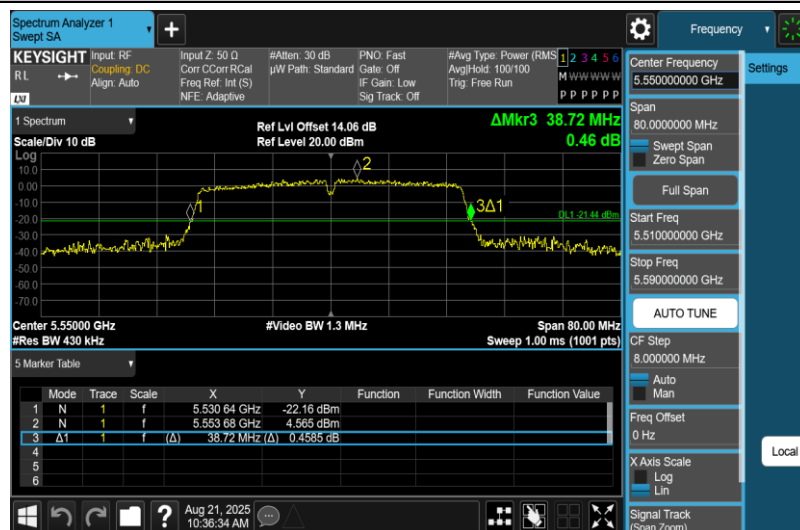 Spectrum Analyzer 1
Swept SA
Frequency
KEYSIGHT
RL
LXI
Input: RF
Coupling: DC
Align: Auto
Input Z: 50 Ω
Corr CCorr RCal
Freq Ref: Int (S)
NFE: Adaptive
#Atten: 30 dB
µW Path: Standard
PNO: Fast
Gate: Off
IF Gain: Low
Sig Track: Off
#Avg Type: Power (RMS
Avg|Hold: 100/100
Trig: Free Run
1 2 3 4 5 6
M W W W W W
P P P P P P
1 Spectrum
Scale/Div 10 dB
Ref Lvl Offset 14.06 dB
Ref Level 20.00 dBm
ΔMkr3 38.72 MHz
0.46 dB
Log
10.0
0.00
-10.0
-20.0
-30.0
-40.0
-50.0
-60.0
-70.0
1
2
3Δ1
DL1 -21.44 dBm
Center 5.55000 GHz
#Res BW 430 kHz
#Video BW 1.3 MHz
Span 80.00 MHz
Sweep 1.00 ms (1001 pts)
5 Marker Table
Mode Trace Scale X Y Function Function Width Function Value
1 N 1 f 5.530 64 GHz -22.16 dBm
2 N 1 f 5.553 68 GHz 4.565 dBm
3 Δ1 1 f (Δ) 38.72 MHz (Δ) 0.4585 dB
4
5
6
Aug 21, 2025
10:36:34 AM
Center Frequency
5.550000000 GHz
Settings
Span
80.0000000 MHz
Swept Span
Zero Span
Full Span
Start Freq
5.510000000 GHz
Stop Freq
5.590000000 GHz
AUTO TUNE
CF Step
8.000000 MHz
Auto
Man
Freq Offset
0 Hz
Local
X Axis Scale
Log
Lin
Signal Track
(Span Zoom)